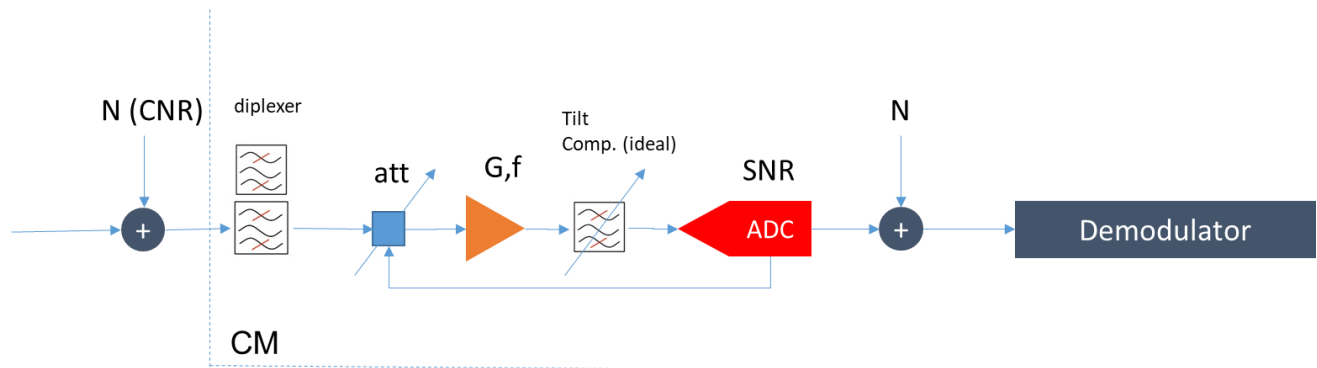 N (CNR)
diplexer
att
G,f
Tilt
Comp. (ideal)
SNR
N
+
ADC
+
Demodulator
CM